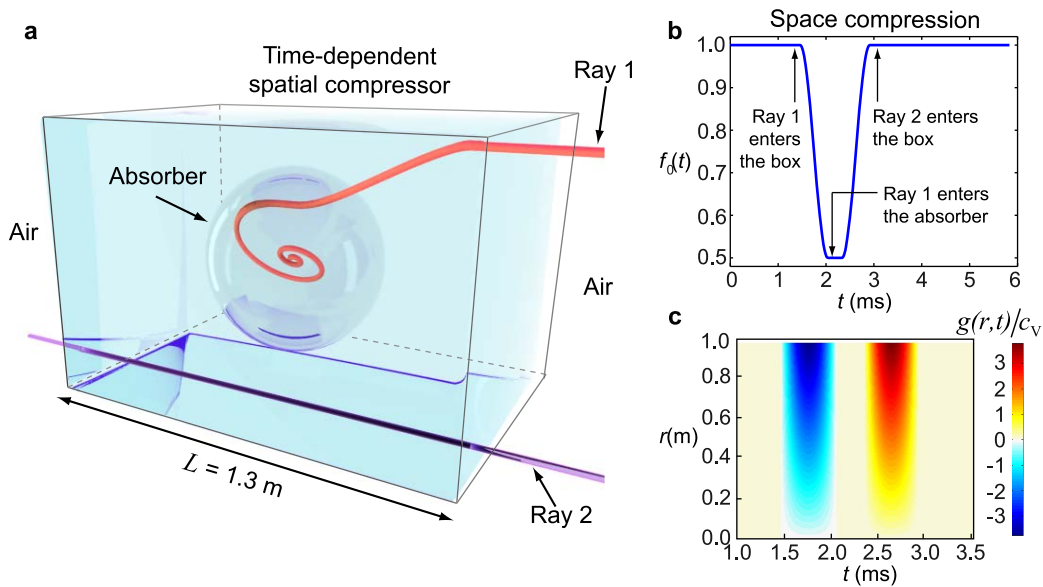 a
Time-dependent
spatial compressor
Ray 1
Absorber
Air
Air
L = 1.3 m
Ray 2
b
Space compression
1.0
0.9
0.8
0.7
0.6
0.5
f₀(t)
Ray 1
enters
the box
Ray 2 enters
the box
Ray 1 enters
the absorber
0 1 2 3 4 5 6
t (ms)
c
g(r,t)/cᵥ
1.0
0.8
0.6
0.4
0.2
0.0
r(m)
1.0 1.5 2.0 2.5 3.0 3.5
t (ms)
3
2
1
0
-1
-2
-3